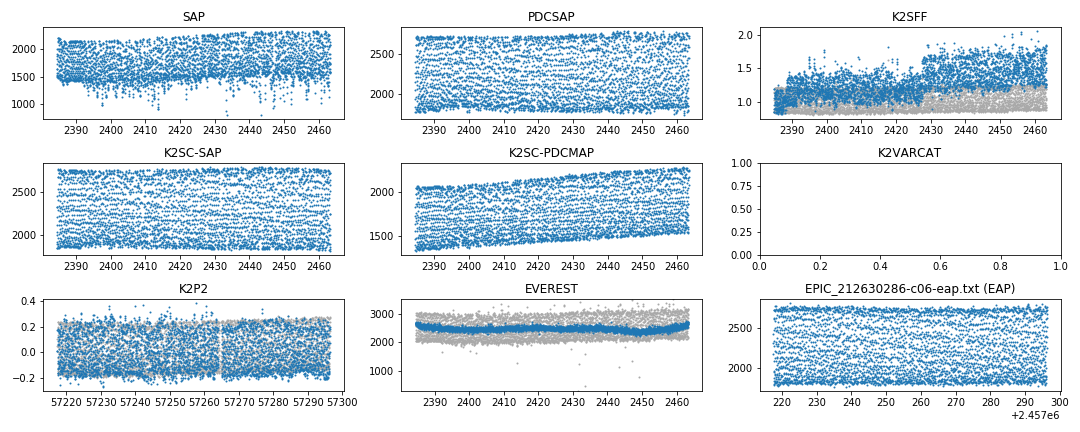 SAP
2000
1500
1000
2390 2400 2410 2420 2430 2440 2450 2460
PDCSAP
2500
2000
2390 2400 2410 2420 2430 2440 2450 2460
K2SFF
2.0
1.5
1.0
2390 2400 2410 2420 2430 2440 2450 2460
K2SC-SAP
2500
2000
2390 2400 2410 2420 2430 2440 2450 2460
K2SC-PDCMAP
2000
1500
2390 2400 2410 2420 2430 2440 2450 2460
K2VARCAT
1.00
0.75
0.50
0.25
0.00
0.0 0.2 0.4 0.6 0.8 1.0
K2P2
0.4
0.2
0.0
−0.2
57220 57230 57240 57250 57260 57270 57280 57290 57300
EVEREST
3000
2000
1000
2390 2400 2410 2420 2430 2440 2450 2460
EPIC_212630286-c06-eap.txt (EAP)
2500
2000
220 230 240 250 260 270 280 290 300
+2.457e6